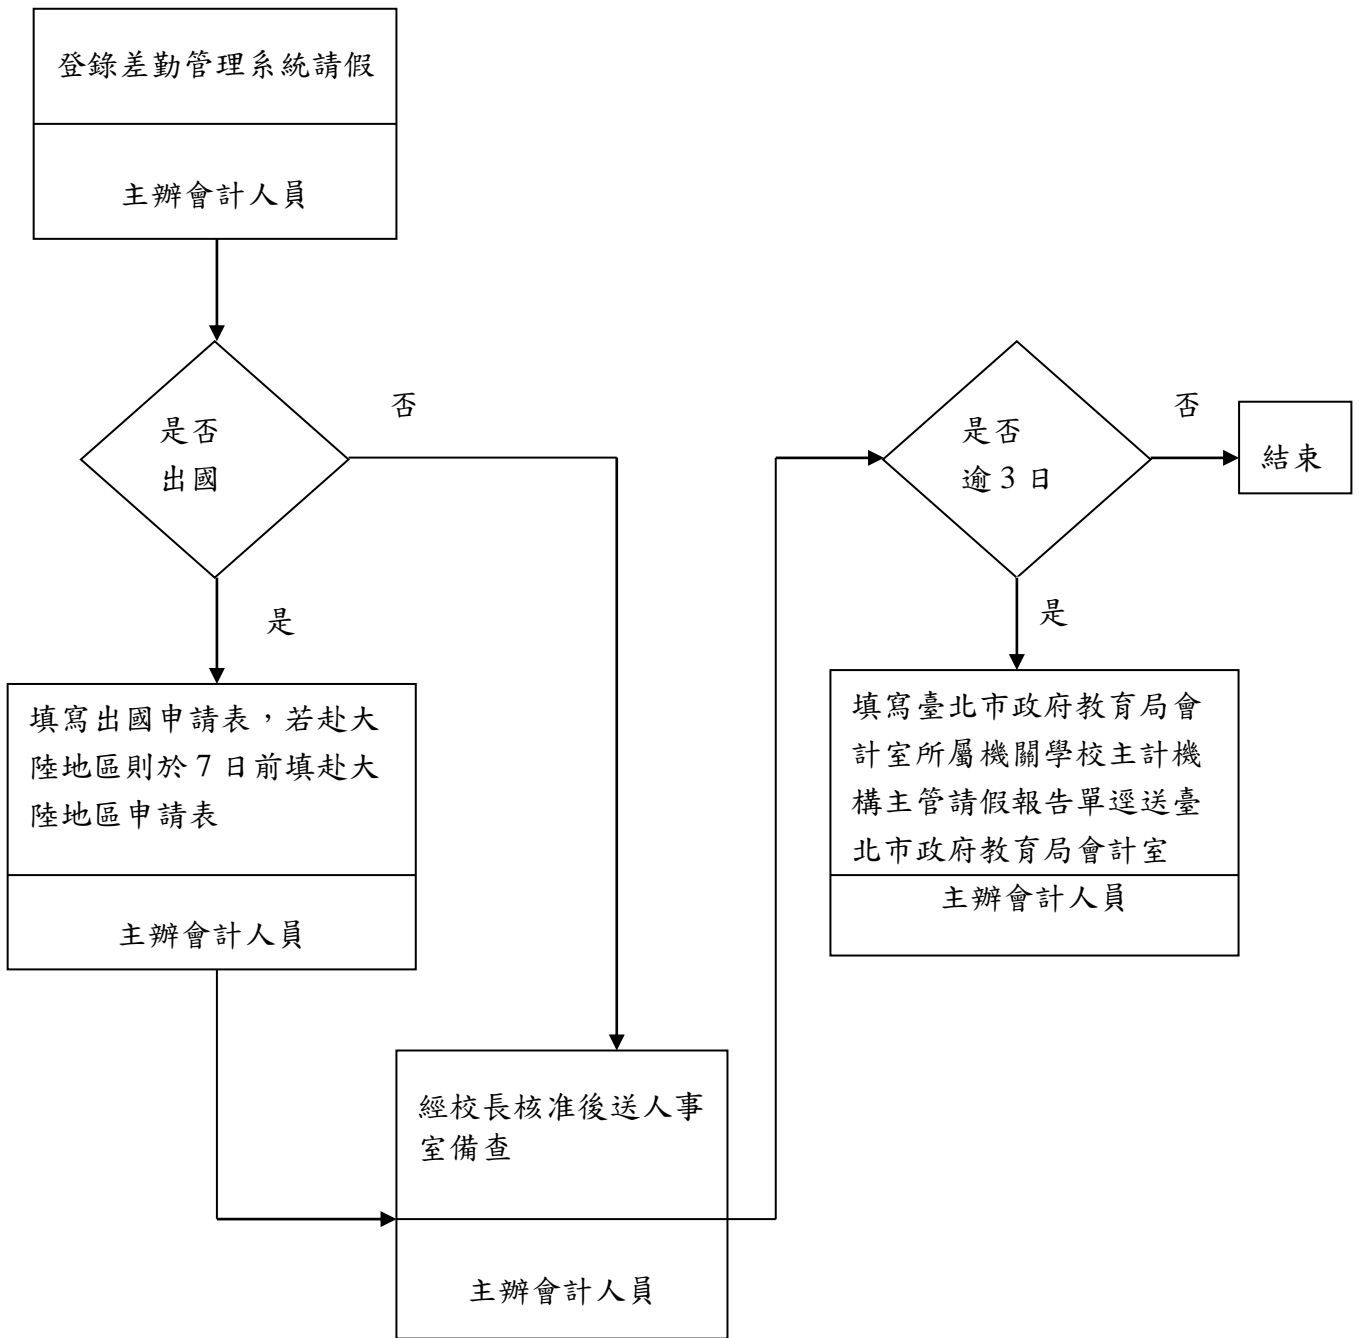 登錄差勤管理系統請假
主辦會計人員
是否
出國
否
是
填寫出國申請表，若赴大
陸地區則於7日前填赴大
陸地區申請表
主辦會計人員
經校長核准後送人事
室備查
主辦會計人員
是否
逾3日
否
結束
是
填寫臺北市政府教育局會
計室所屬機關學校主計機
構主管請假報告單逕送臺
北市政府教育局會計室
主辦會計人員